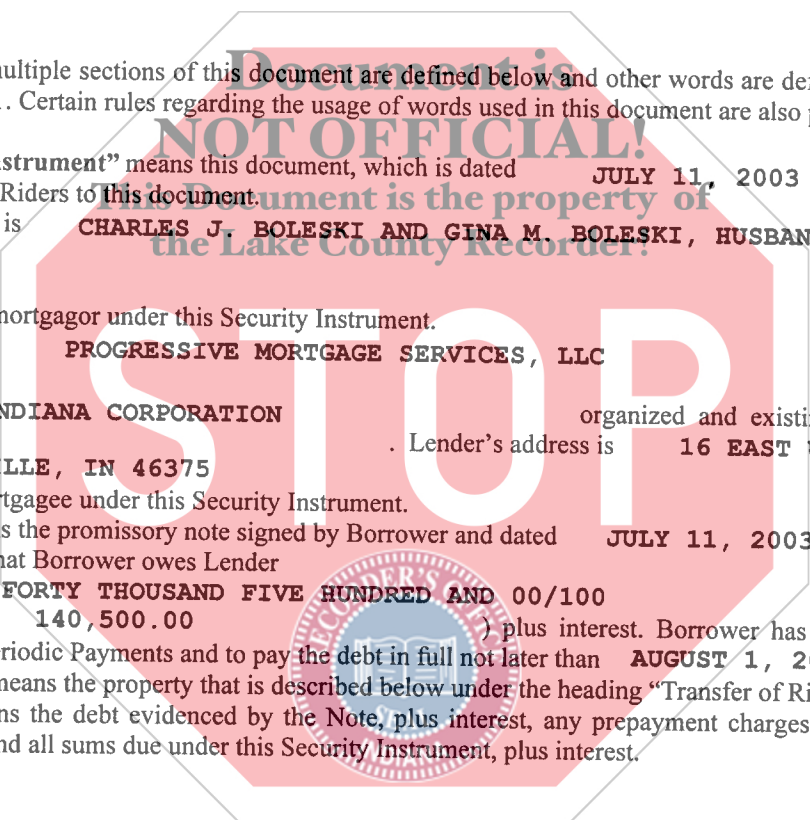 multiple sections of this document are defined below and other words are def
. Certain rules regarding the usage of words used in this document are also p
Document is
NOT OFFICIAL!
This Document is the property of
the Lake County Recorder!
nstrument” means this document, which is dated JULY 11, 2003
Riders to this document.
is CHARLES J. BOLESKI AND GINA M. BOLESKI, HUSBAN
mortgagor under this Security Instrument.
PROGRESSIVE MORTGAGE SERVICES, LLC
STOP
NDIANA CORPORATION organized and existi
. Lender's address is 16 EAST
LLE, IN 46375
rtgagee under this Security Instrument.
s the promissory note signed by Borrower and dated JULY 11, 2003
hat Borrower owes Lender
FORTY THOUSAND FIVE HUNDRED AND 00/100
140,500.00 ) plus interest. Borrower has
eriodic Payments and to pay the debt in full not later than AUGUST 1, 2
means the property that is described below under the heading “Transfer of Ri
ns the debt evidenced by the Note, plus interest, any prepayment charges
nd all sums due under this Security Instrument, plus interest.
RECORDER'S OFFICE
SEAL
INDIANA